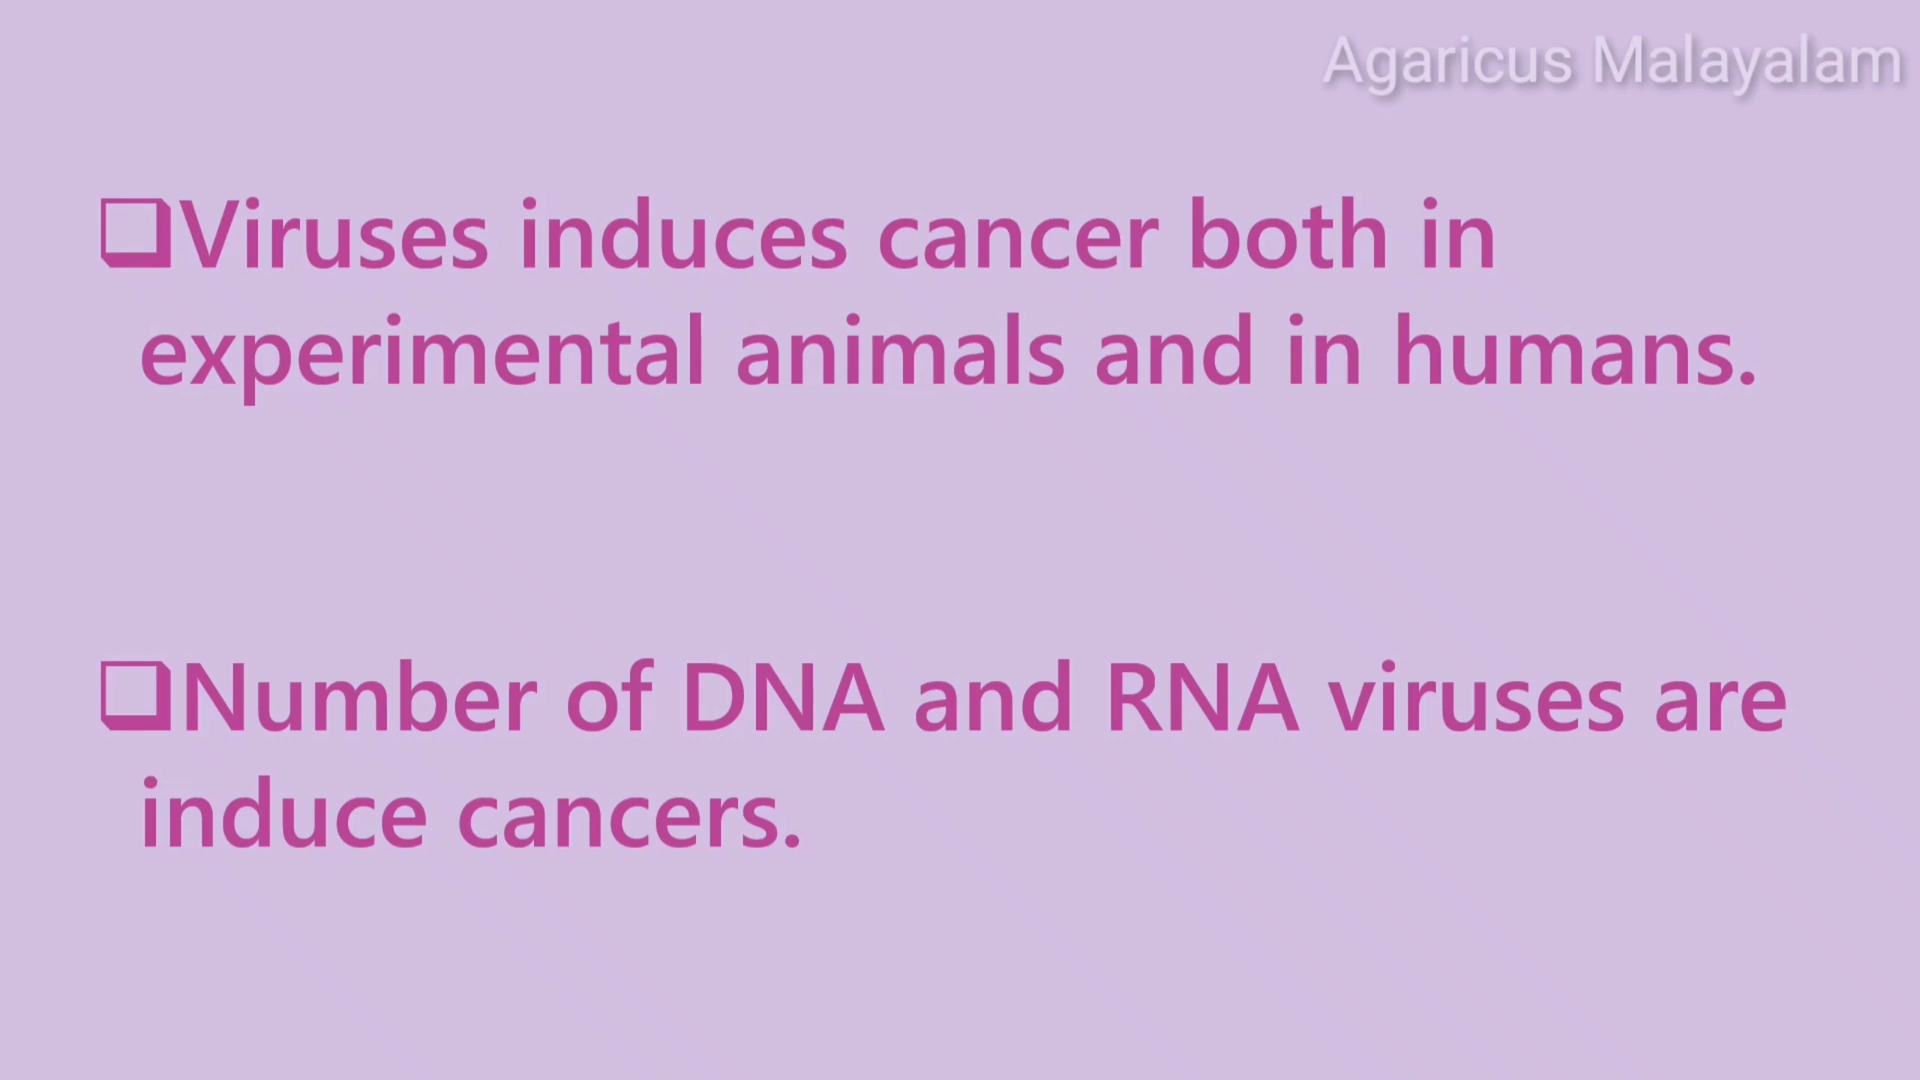 Agaricus Malayalam
❑Viruses induces cancer both in
experimental animals and in humans.
❑Number of DNA and RNA viruses are
induce cancers.